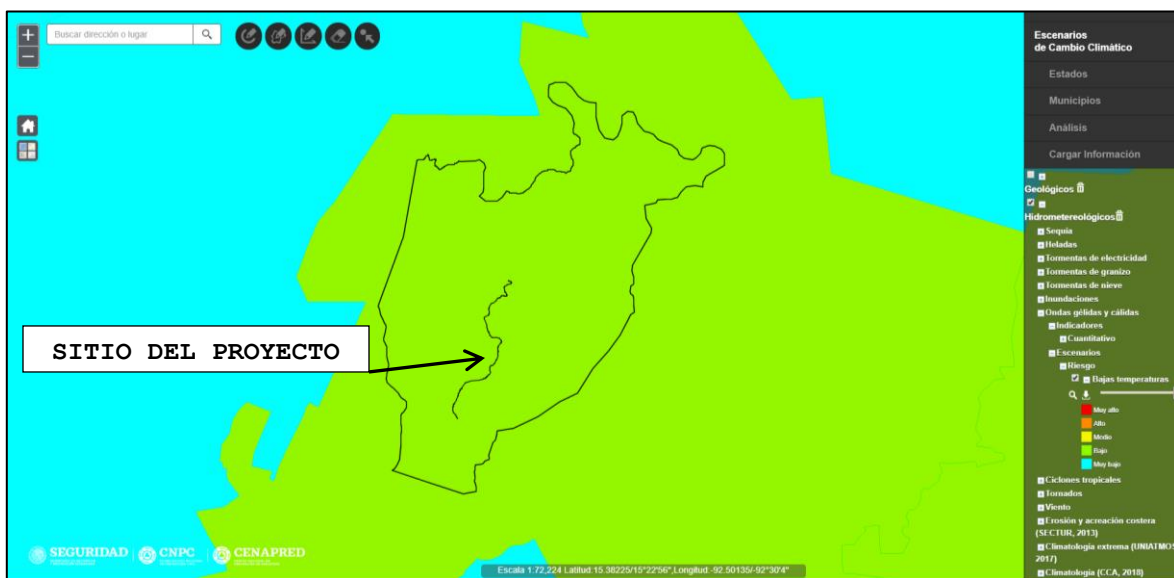 +
−
Buscar dirección o lugar
SITIO DEL PROYECTO
Escenarios
de Cambio Climático
Estados
Municipios
Análisis
Cargar Información
Geológicos
Hidrometereológicos
Sequia
Heladas
Tormentas de electricidad
Tormentas de granizo
Tormentas de nieve
Inundaciones
Ondas gélidas y cálidas
Indicadores
Cuantitativo
Escenarios
Riesgo
Bajas temperaturas
Muy alto
Alto
Medio
Bajo
Muy bajo
Ciclones tropicales
Tornados
Viento
Erosión y acreación costera
(SECTUR, 2013)
Climatologia extrema (UNIATMOS
2017)
Climatología (CCA, 2018)
SEGURIDAD
CNPC
CENAPRED
Escala 1:72,224 Latitud:15.38225/15°22'56",Longitud:-92.50135/-92°30'4"